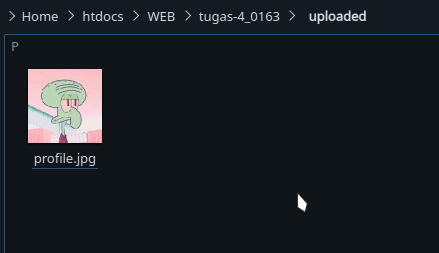 Home > htdocs > WEB > tugas-4_0163 > uploaded
P
profile.jpg